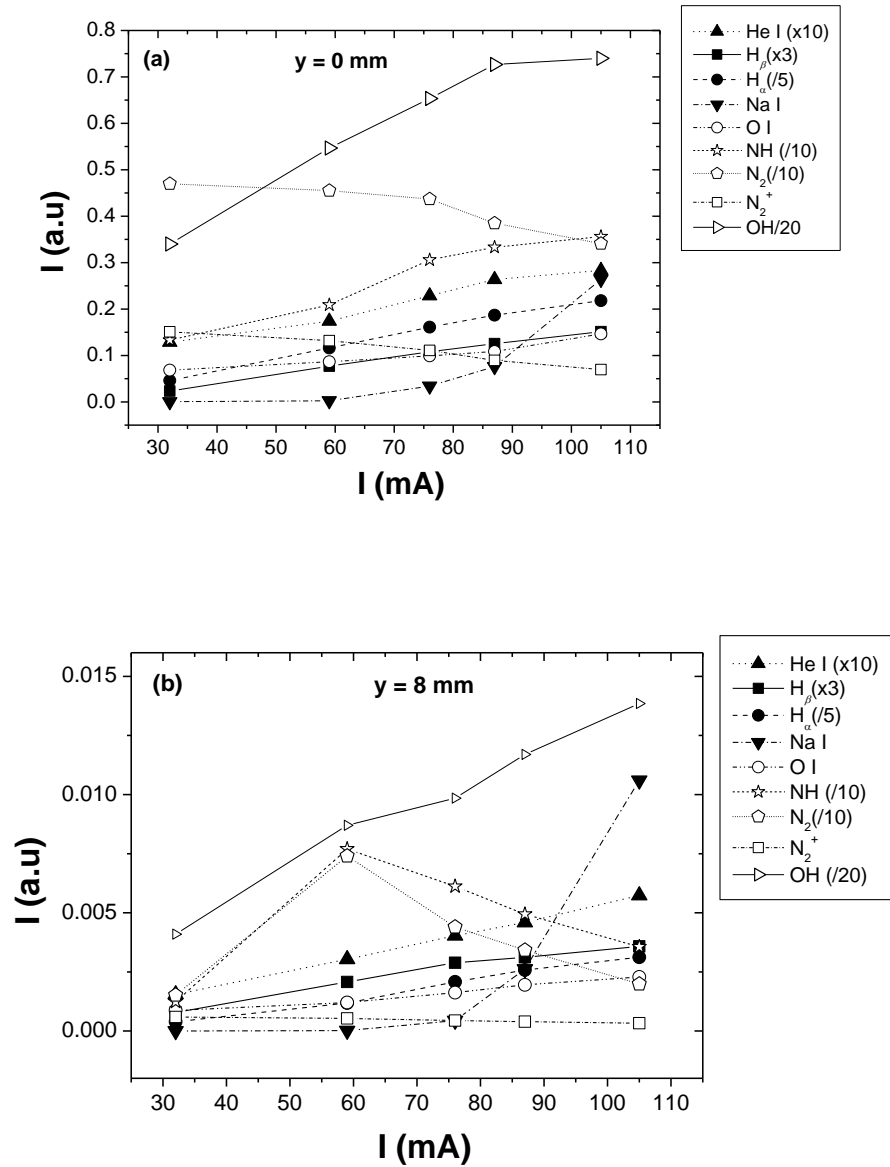 (a)
y = 0 mm
0.8
0.7
0.6
0.5
0.4
0.3
0.2
0.1
0.0
I (a.u)
30 40 50 60 70 80 90 100 110
I (mA)
He I (x10)
Hβ(x3)
Hα(/5)
Na I
O I
NH (/10)
N2(/10)
N2+
OH/20
(b)
y = 8 mm
0.015
0.010
0.005
0.000
I (a.u)
30 40 50 60 70 80 90 100 110
I (mA)
He I (x10)
Hβ(x3)
Hα(/5)
Na I
O I
NH (/10)
N2(/10)
N2+
OH (/20)